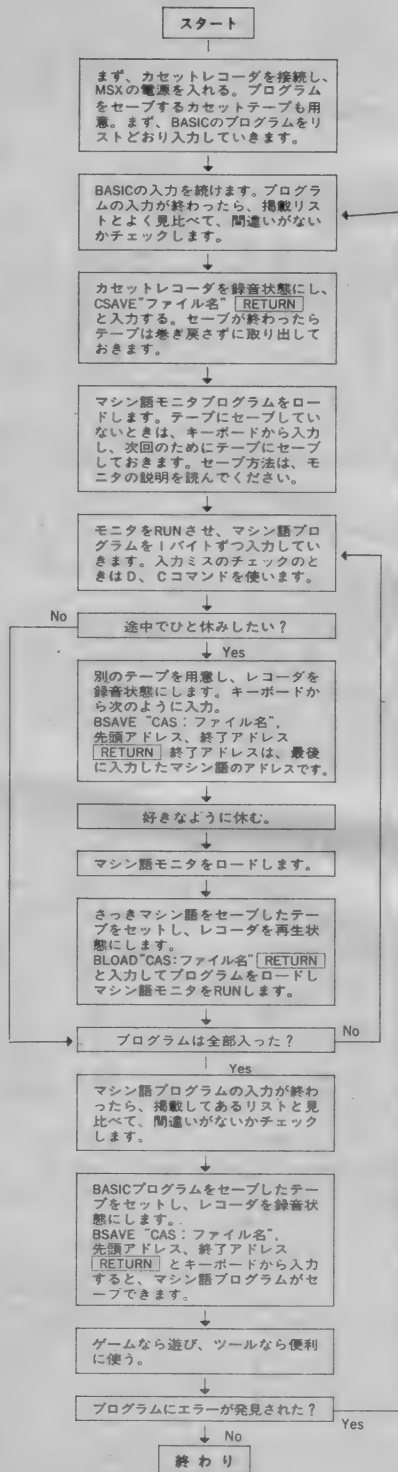 スタート
まず、カセットレコーダを接続し、
MSXの電源を入れる。プログラム
をセーブするカセットテープも用
意。まず、BASICのプログラムをリ
ストどおり入力していきます。
BASICの入力を続けます。プログラ
ムの入力が終わったら、掲載リス
トとよく見比べて、間違いがない
かチェックします。
カセットレコーダを録音状態にし、
CSAVE"ファイル名" RETURN
と入力する。セーブが終わったら
テープは巻き戻さずに取り出して
おきます。
マシン語モニタプログラムをロー
ドします。テープにセーブしてい
ないときは、キーボードから入力
し、次回のためにテープにセーブ
しておきます。セーブ方法は、モ
ニタの説明を読んでください。
モニタをRUNさせ、マシン語プロ
グラムを1バイトずつ入力してい
きます。入力ミスのチェックのと
きはD、Cコマンドを使います。
No
途中でひと休みしたい?
Yes
別のテープを用意し、レコーダを
録音状態にします。キーボードか
ら次のように入力。
BSAVE "CAS:ファイル名",
先頭アドレス、終了アドレス
RETURN 終了アドレスは、最後
に入力したマシン語のアドレスです。
好きなように休む。
マシン語モニタをロードします。
さっきマシン語をセーブしたテー
プをセットし、レコーダを再生状
態にします。
BLOAD"CAS:ファイル名" RETURN
と入力してプログラムをロードし
マシン語モニタをRUNします。
プログラムは全部入った?
No
Yes
マシン語プログラムの入力が終わ
ったら、掲載してあるリストと見
比べて、間違いがないかチェック
します。
BASICプログラムをセーブしたテー
プをセットし、レコーダを録音状
態にします。
BSAVE "CAS:ファイル名",
先頭アドレス、終了アドレス
RETURN とキーボードから入力
すると、マシン語プログラムがセ
ーブできます。
ゲームなら遊び、ツールなら便利
に使う。
プログラムにエラーが発見された?
Yes
No
終わり